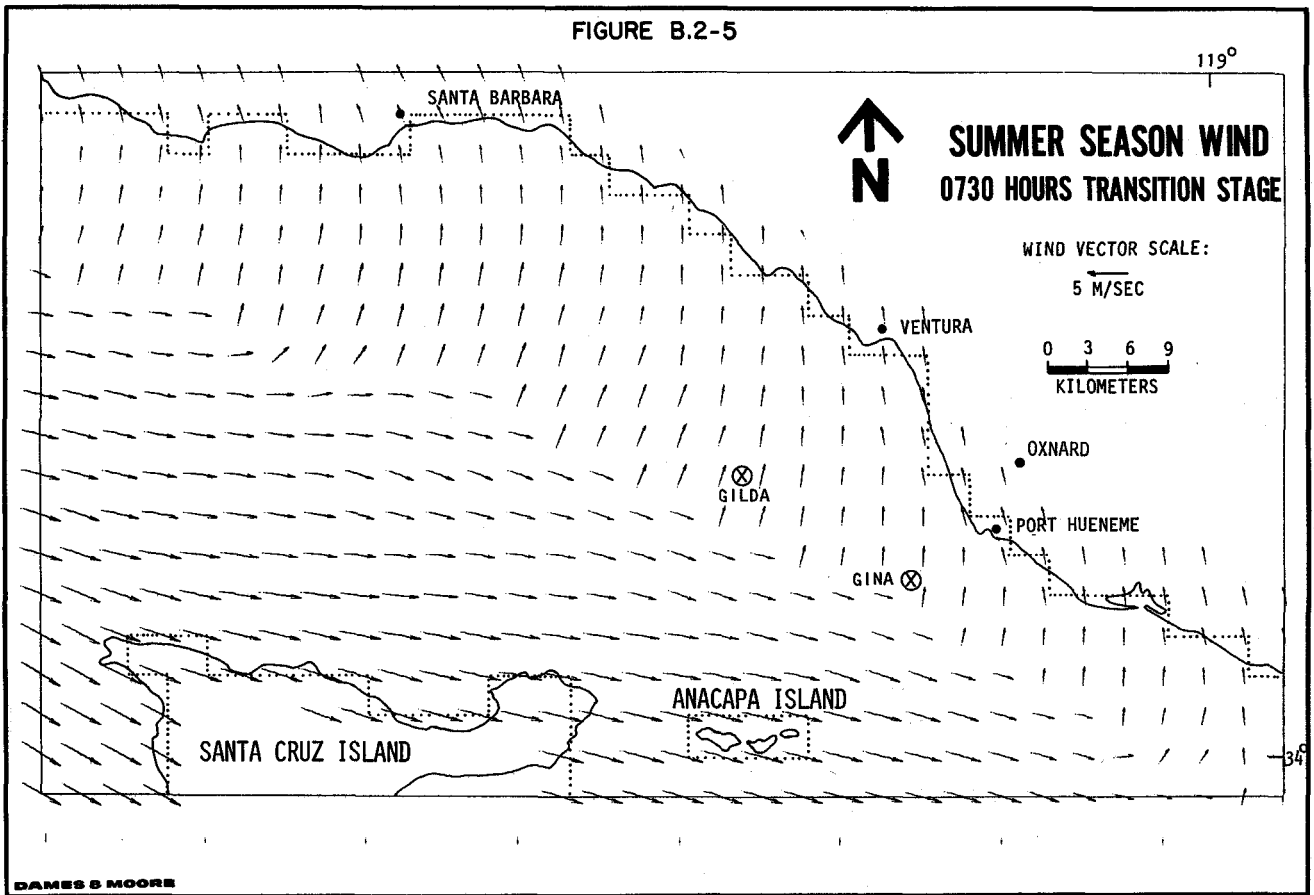 FIGURE B.2-5
119°
SANTA BARBARA
N
SUMMER SEASON WIND
0730 HOURS TRANSITION STAGE
WIND VECTOR SCALE:
5 M/SEC
VENTURA
0 3 6 9
KILOMETERS
OXNARD
GILDA
PORT HUENEME
GINA
ANACAPA ISLAND
SANTA CRUZ ISLAND
34°
DAMES & MOORE